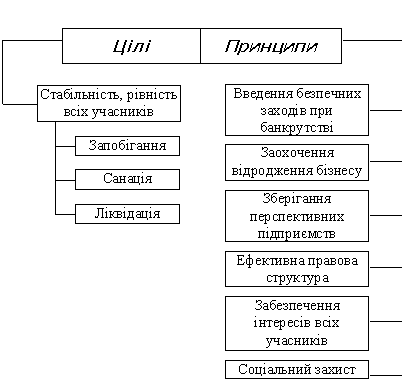 Цілі
Принципи
Стабільність, рівність
всіх учасників
Запобігання
Санація
Ліквідація
Введення безпечних
заходів при
банкрутстві
Заохочення
відродження бізнесу
Зберігання
перспективних
підприємств
Ефективна правова
структура
Забезпечення
інтересів всіх
учасників
Соціальний захист